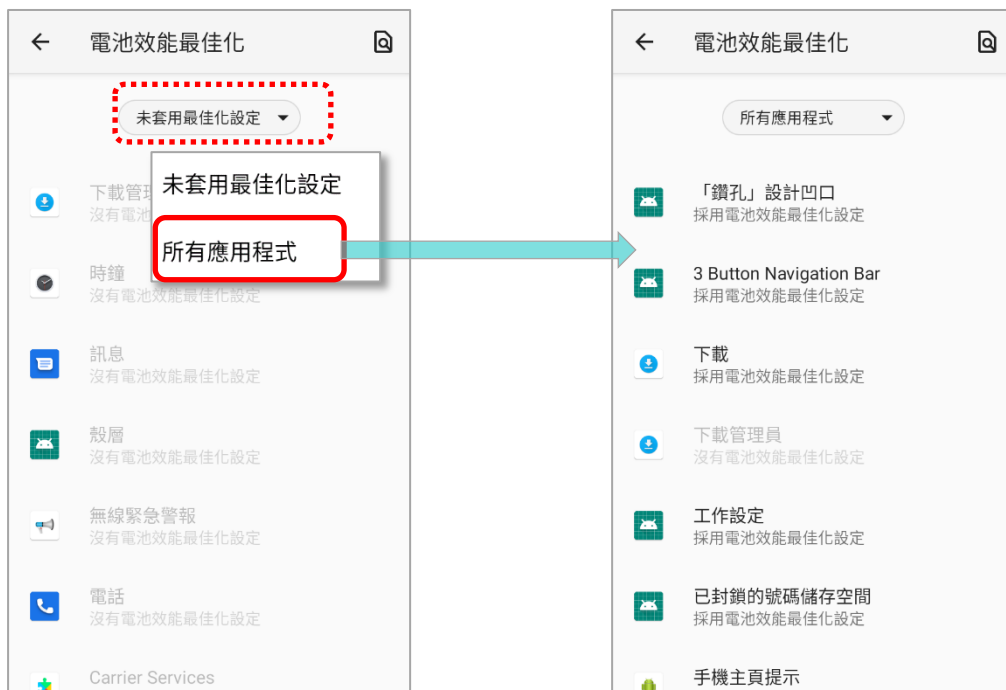 電池效能最佳化
未套用最佳化設定
未套用最佳化設定
所有應用程式
下載管
沒有電池
時鐘
沒有電池效能最佳化設定
訊息
沒有電池效能最佳化設定
殼層
沒有電池效能最佳化設定
無線緊急警報
沒有電池效能最佳化設定
電話
沒有電池效能最佳化設定
Carrier Services
電池效能最佳化
所有應用程式
「鑽孔」設計凹口
採用電池效能最佳化設定
3 Button Navigation Bar
採用電池效能最佳化設定
下載
採用電池效能最佳化設定
下載管理員
沒有電池效能最佳化設定
工作設定
採用電池效能最佳化設定
已封鎖的號碼儲存空間
採用電池效能最佳化設定
手機主頁提示